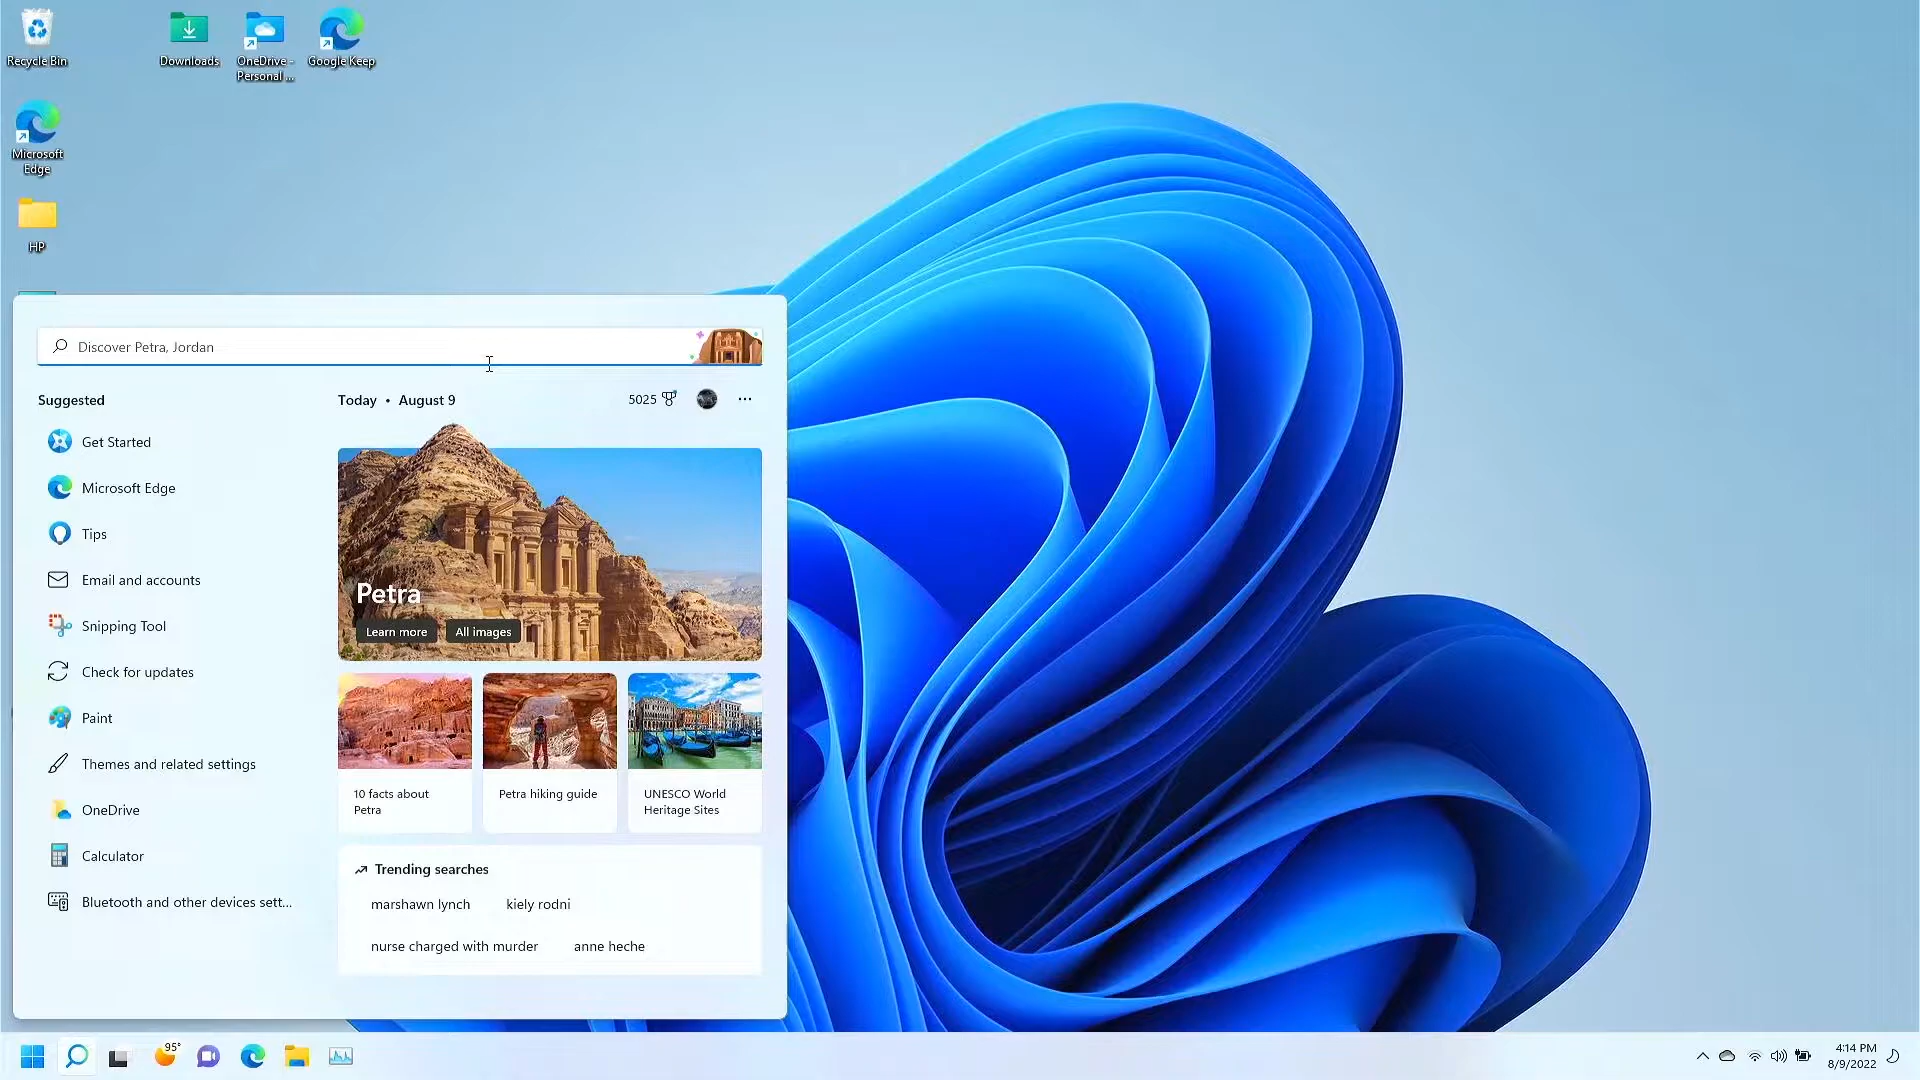 Recycle Bin
Downloads
OneDrive -
Personal ...
Google Keep
Microsoft
Edge
HP
Discover Petra, Jordan
Suggested
Get Started
Microsoft Edge
Tips
Email and accounts
Snipping Tool
Check for updates
Paint
Themes and related settings
OneDrive
Calculator
Bluetooth and other devices sett...
Today • August 9
5025
Petra
Learn more
All images
10 facts about
Petra
Petra hiking guide
UNESCO World
Heritage Sites
Trending searches
marshawn lynch
kiely rodni
nurse charged with murder
anne heche
95°
4:14 PM
8/9/2022